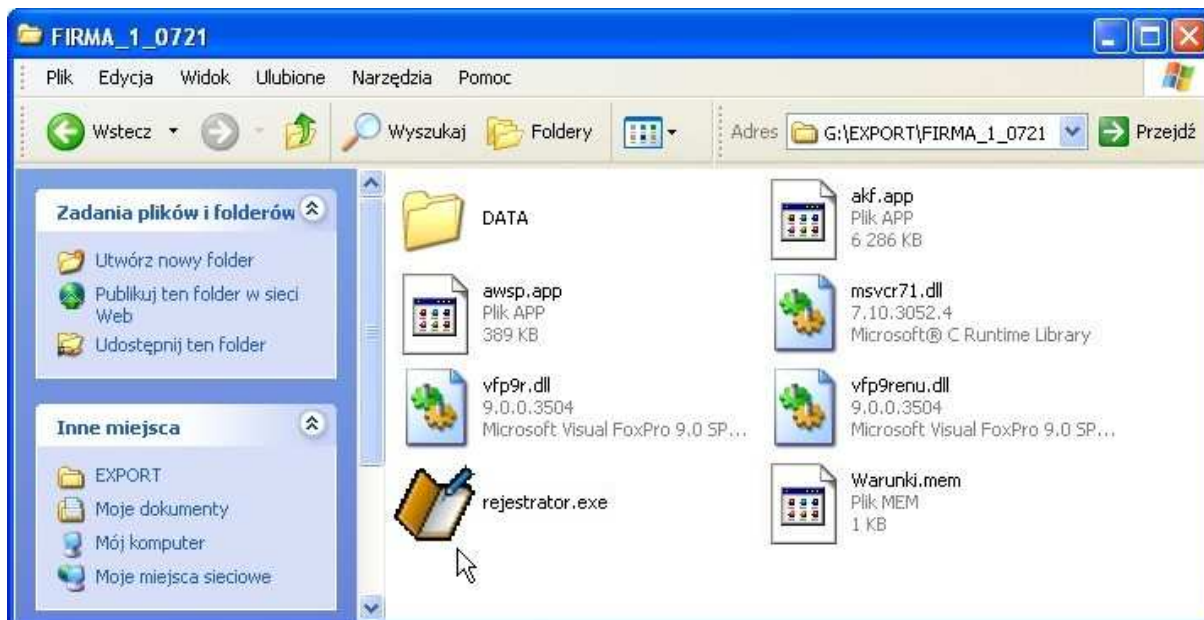 FIRMA_1_0721
Plik Edycja Widok Ulubione Narzędzia Pomoc
Wstecz Wyszukaj Foldery Adres G:\EXPORT\FIRMA_1_0721 Przejdź
Zadania plików i folderów
Utwórz nowy folder
Publikuj ten folder w sieci
Web
Udostępnij ten folder
Inne miejsca
EXPORT
Moje dokumenty
Mój komputer
Moje miejsca sieciowe
DATA
akf.app
Plik APP
6 286 KB
awsp.app
Plik APP
389 KB
msvcr71.dll
7.10.3052.4
Microsoft® C Runtime Library
vfp9r.dll
9.0.0.3504
Microsoft Visual FoxPro 9.0 SP...
vfp9renu.dll
9.0.0.3504
Microsoft Visual FoxPro 9.0 SP...
rejestrator.exe
Warunki.mem
Plik MEM
1 KB